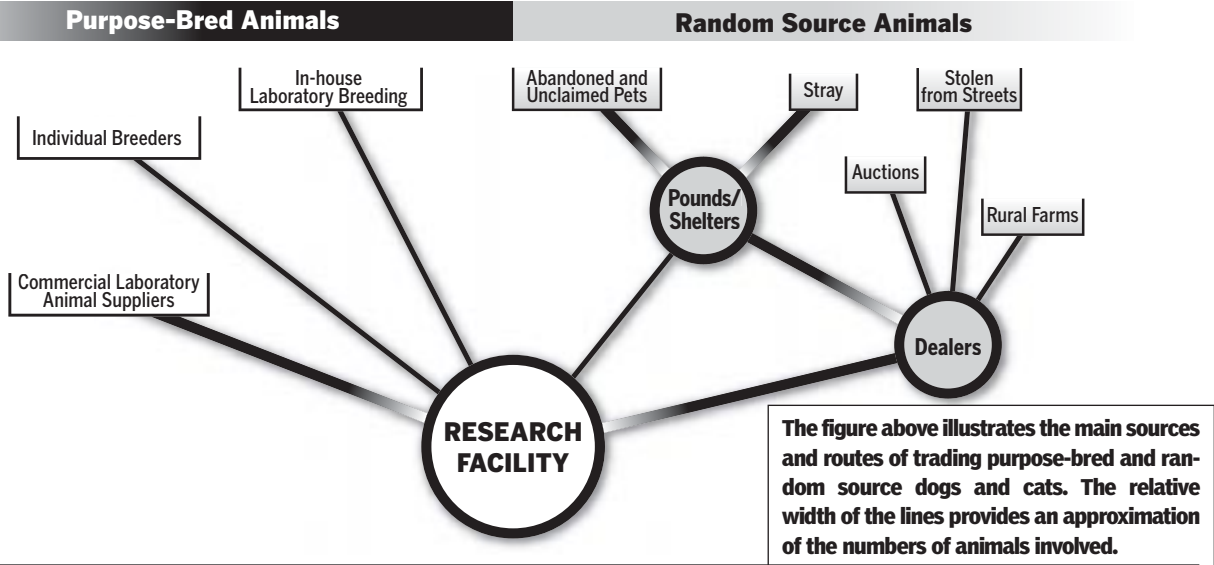 Purpose-Bred Animals
Random Source Animals
In-house
Laboratory Breeding
Abandoned and
Unclaimed Pets
Stray
Stolen
from Streets
Individual Breeders
Auctions
Pounds/
Shelters
Rural Farms
Commercial Laboratory
Animal Suppliers
Dealers
RESEARCH
FACILITY
The figure above illustrates the main sources
and routes of trading purpose-bred and ran-
dom source dogs and cats. The relative
width of the lines provides an approximation
of the numbers of animals involved.